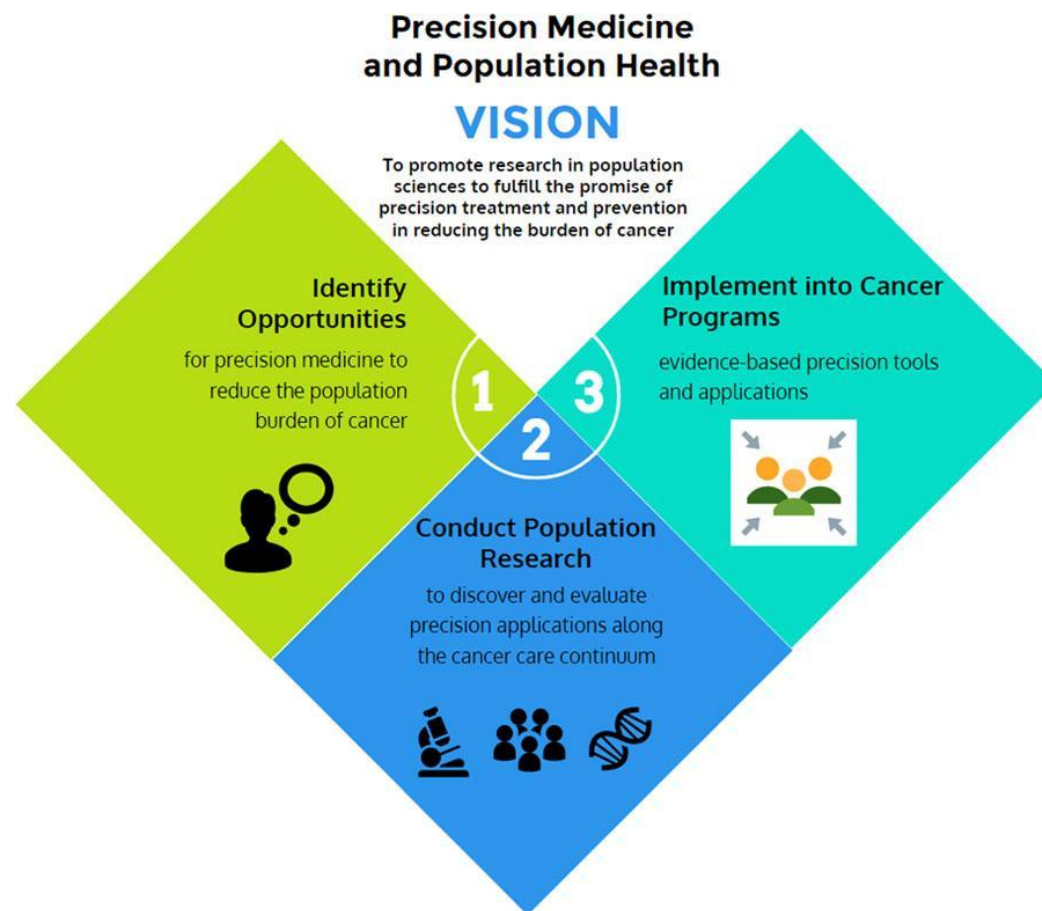 Precision Medicine
and Population Health
VISION
To promote research in population
sciences to fulfill the promise of
precision treatment and prevention
in reducing the burden of cancer
Identify
Opportunities
for precision medicine to
reduce the population
burden of cancer
1
2
Conduct Population
Research
to discover and evaluate
precision applications along
the cancer care continuum
3
Implement into Cancer
Programs
evidence-based precision tools
and applications